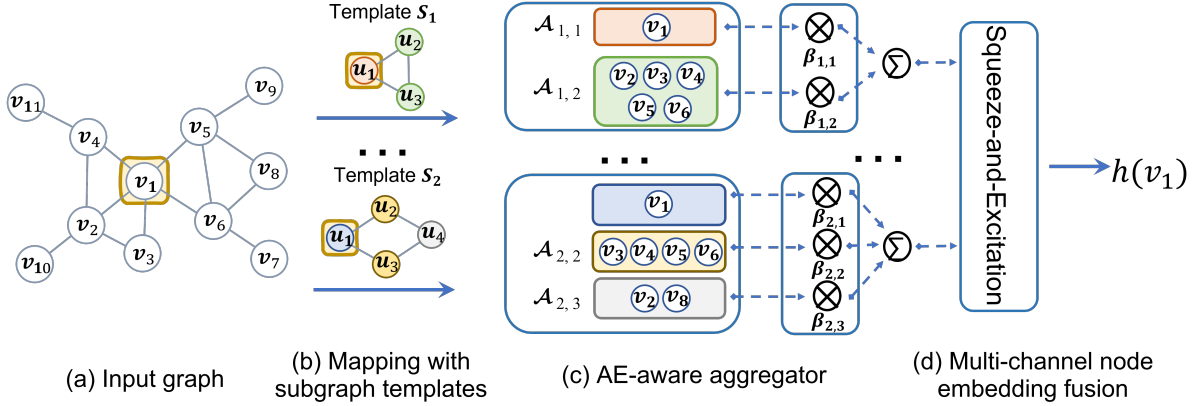 Template S₁
u₁
u₂
u₃
v₁₁
v₄
v₉
v₅
v₁
v₈
v₂
v₆
v₃
v₁₀
v₇
. . .
Template S₂
u₁
u₂
u₃
u₄
𝒜₁, ₁
v₁
𝒜₁, ₂
v₂ v₃ v₄
v₅ v₆
β₁,₁
β₁,₂
Σ
. . .
. . .
v₁
𝒜₂, ₂
v₃ v₄ v₅ v₆
𝒜₂, ₃
v₂ v₈
β₂,₁
β₂,₂
β₂,₃
Σ
Squeeze-and-Excitation
h(v₁)
(a) Input graph
(b) Mapping with
subgraph templates
(c) AE-aware aggregator
(d) Multi-channel node
embedding fusion